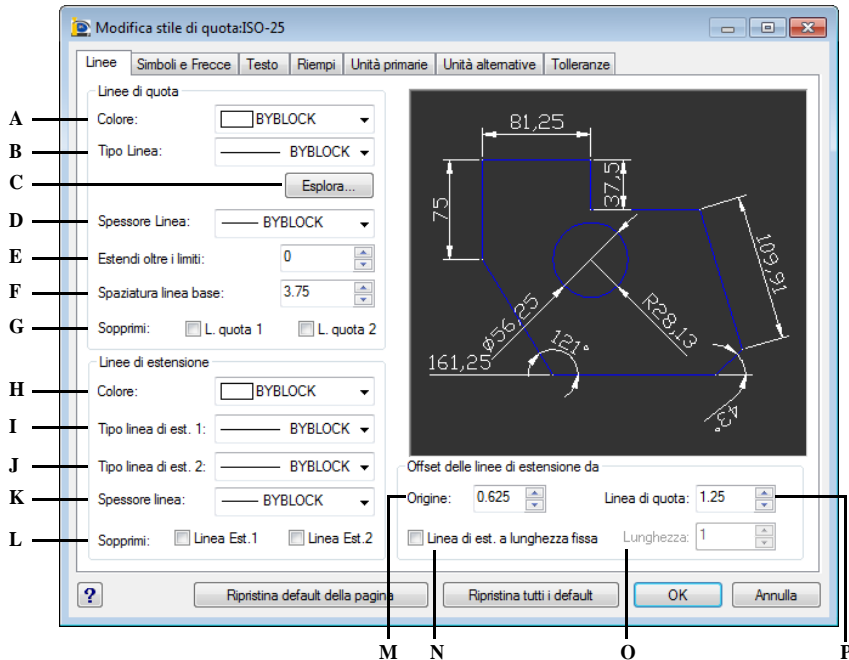 Modifica stile di quota:ISO-25
Linee Simboli e Frecce Testo Riempi Unità primarie Unità alternative Tolleranze
Linee di quota
A Colore: BYBLOCK
B Tipo Linea: BYBLOCK
C Esplora...
D Spessore Linea: BYBLOCK
E Estendi oltre i limiti: 0
F Spaziatura linea base: 3.75
G Sopprimi: L. quota 1 L. quota 2
Linee di estensione
H Colore: BYBLOCK
I Tipo linea di est. 1: BYBLOCK
J Tipo linea di est. 2: BYBLOCK
K Spessore linea: BYBLOCK
L Sopprimi: Linea Est.1 Linea Est.2
81,25
37,5
75
109,91
ø56,25
R28,13
121°
161,25
43°
Offset delle linee di estensione da
Origine: 0.625 Linea di quota: 1.25
Linea di est. a lunghezza fissa Lunghezza: 1
? Ripristina default della pagina Ripristina tutti i default OK Annulla
M N O P